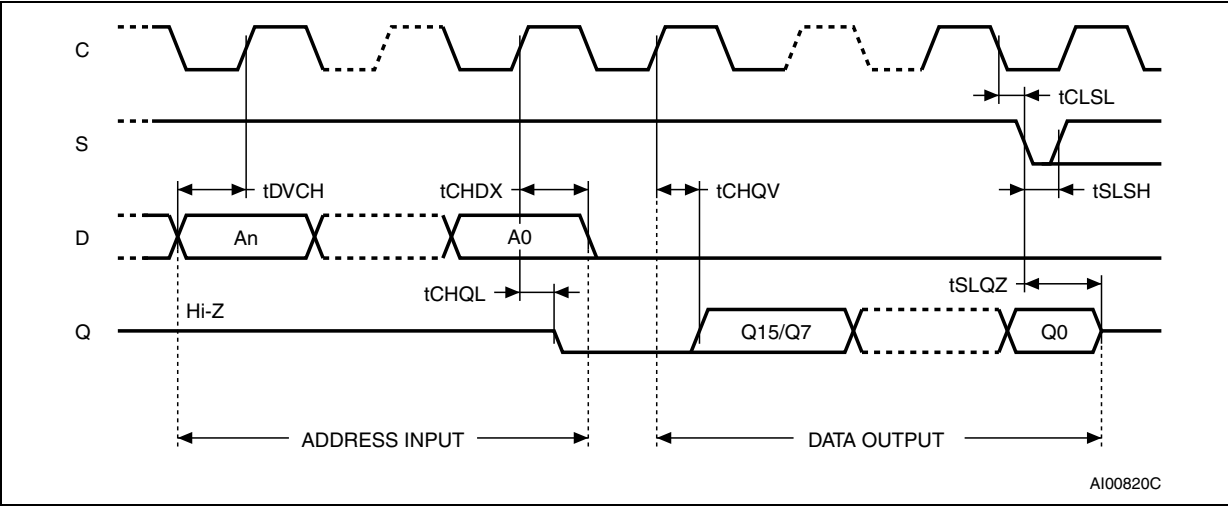 C
tCLSL
S
tDVCH
tCHDX
tCHQV
tSLSH
D
An
A0
tCHQL
tSLQZ
Hi-Z
Q
Q15/Q7
Q0
ADDRESS INPUT
DATA OUTPUT
AI00820C